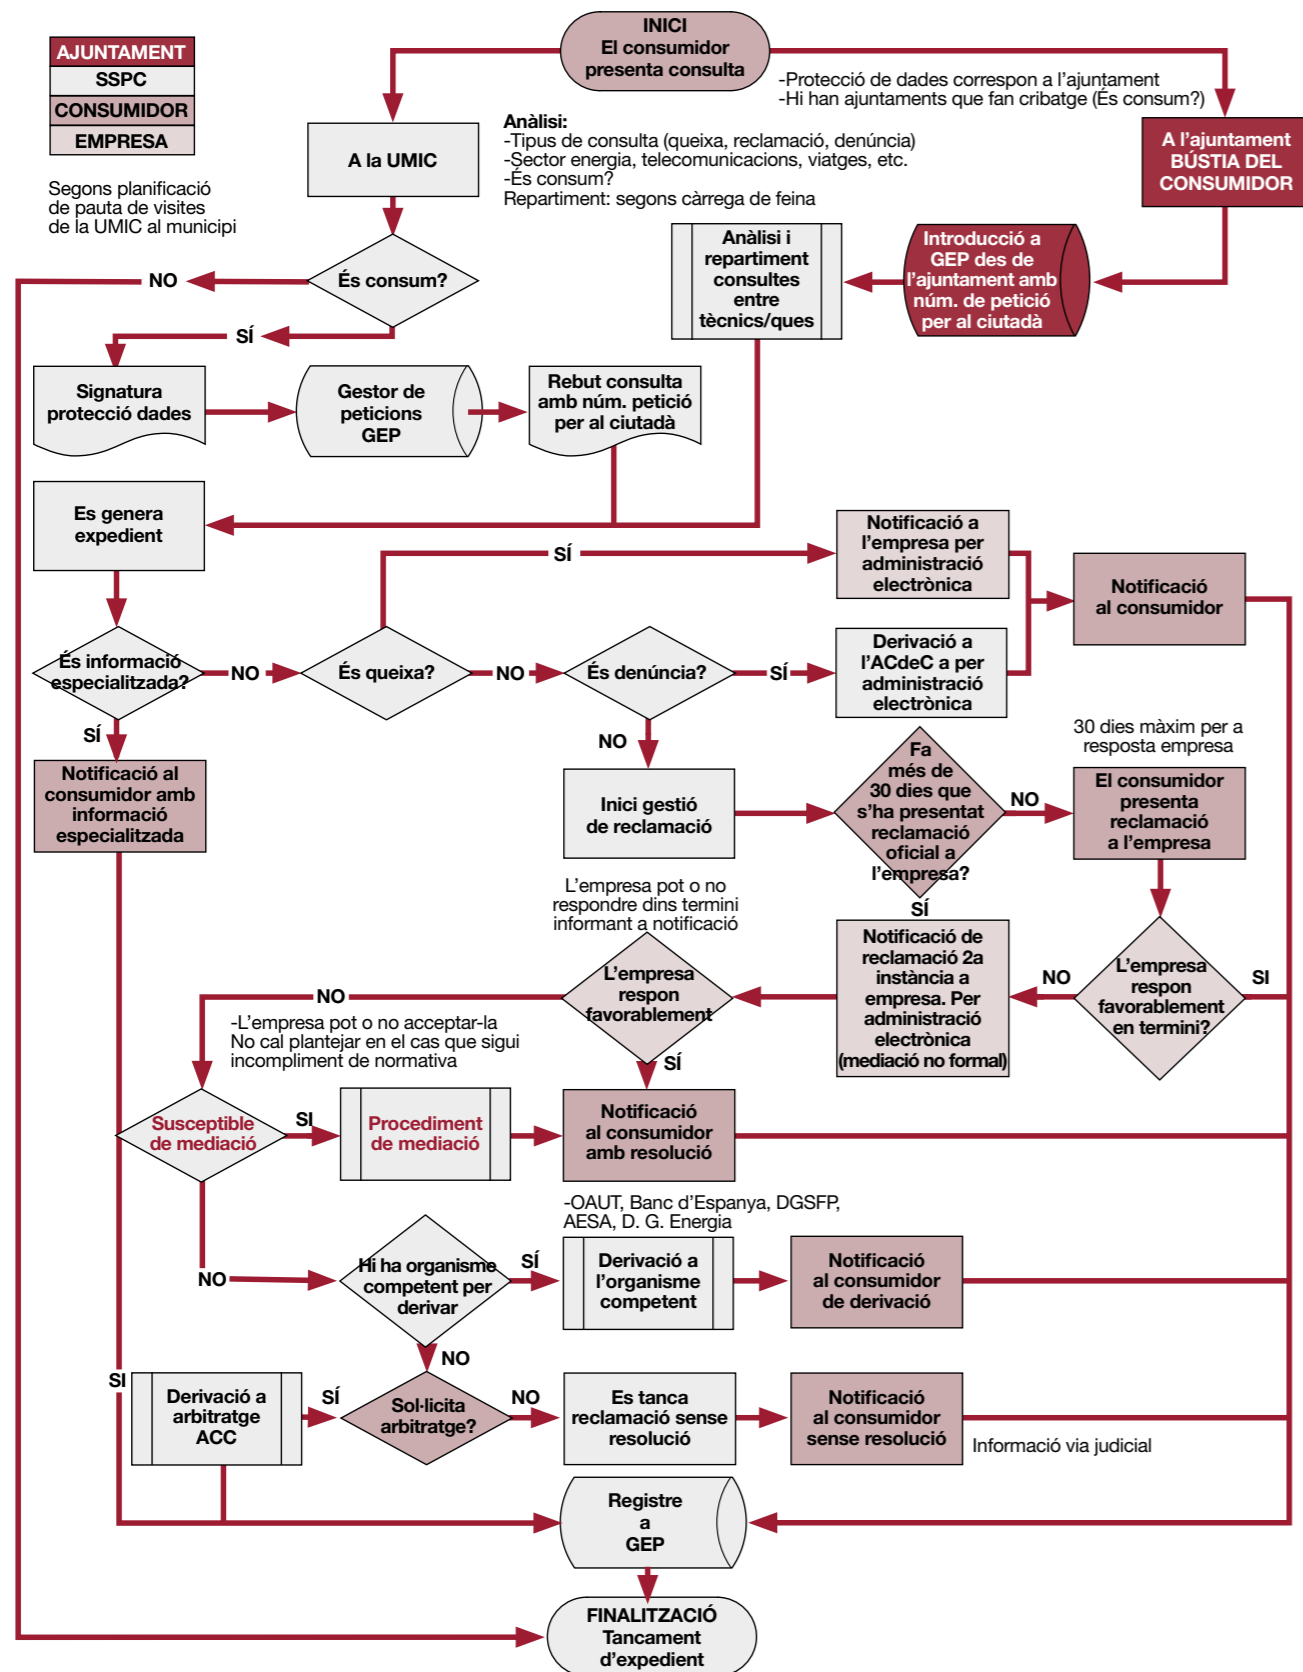 INICI
El consumidor
presenta consulta
AJUNTAMENT
SSPC
CONSUMIDOR
EMPRESA
Segons planificació
de pauta de visites
de la UMIC al municipi
-Protecció de dades correspon a l’ajuntament
-Hi han ajuntaments que fan cribatge (És consum?)
A la UMIC
Anàlisi:
-Tipus de consulta (queixa, reclamació, denúncia)
-Sector energia, telecomunicacions, viatges, etc.
-És consum?
Repartiment: segons càrrega de feina
A l’ajuntament
BÚSTIA DEL
CONSUMIDOR
És consum?
NO
SÍ
Anàlisi i
repartiment
consultes
entre
tècnics/ques
Introducció a
GEP des de
l’ajuntament amb
núm. de petició
per al ciutadà
Signatura
protecció dades
Gestor de
peticions
GEP
Rebut consulta
amb núm. petició
per al ciutadà
Es genera
expedient
SÍ
Notificació a
l’empresa per
administració
electrònica
Notificació
al consumidor
És informació
especialitzada?
NO
És queixa?
NO
És denúncia?
SÍ
Derivació a
l’ACdeC a per
administració
electrònica
SÍ
NO
Notificació al
consumidor amb
informació
especialitzada
Inici gestió
de reclamació
Fa
més de
30 dies que
s’ha presentat
reclamació
oficial a
l’empresa?
NO
30 dies màxim per a
resposta empresa
El consumidor
presenta
reclamació
a l’empresa
SÍ
L’empresa pot o no
respondre dins termini
informant a notificació
L’empresa
respon
favorablement
Notificació de
reclamació 2a
instància a
empresa. Per
administració
electrònica
(mediació no formal)
NO
L’empresa
respon
favorablement
en termini?
SI
NO
-L’empresa pot o no acceptar-la
No cal plantejar en el cas que sigui
incompliment de normativa
SÍ
Susceptible
de mediació
SI
Procediment
de mediació
Notificació
al consumidor
amb resolució
-OAUT, Banc d’Espanya, DGSFP,
AESA, D. G. Energia
NO
Hi ha organisme
competent per
derivar
SÍ
Derivació a
l’organisme
competent
Notificació
al consumidor
de derivació
NO
SI
Derivació a
arbitratge
ACC
SÍ
Sol·licita
arbitratge?
NO
Es tanca
reclamació sense
resolució
Notificació
al consumidor
sense resolució
Informació via judicial
Registre
a
GEP
FINALITZACIÓ
Tancament
d’expedient